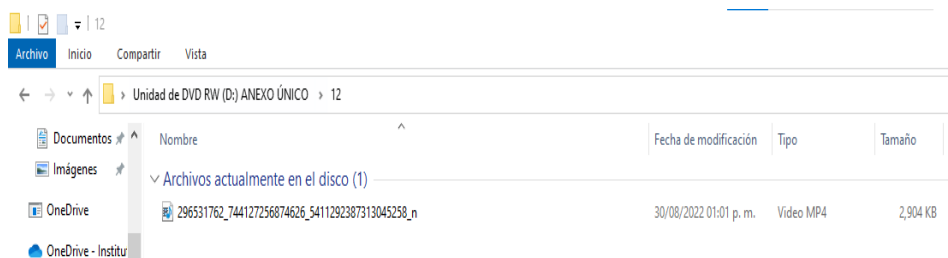 12
Archivo Inicio Compartir Vista
Unidad de DVD RW (D:) ANEXO ÚNICO > 12
Documentos
Imágenes
OneDrive
OneDrive - Institu
Nombre Fecha de modificación Tipo Tamaño
Archivos actualmente en el disco (1)
296531762_744127256874626_5411292387313045258_n 30/08/2022 01:01 p. m. Video MP4 2,904 KB